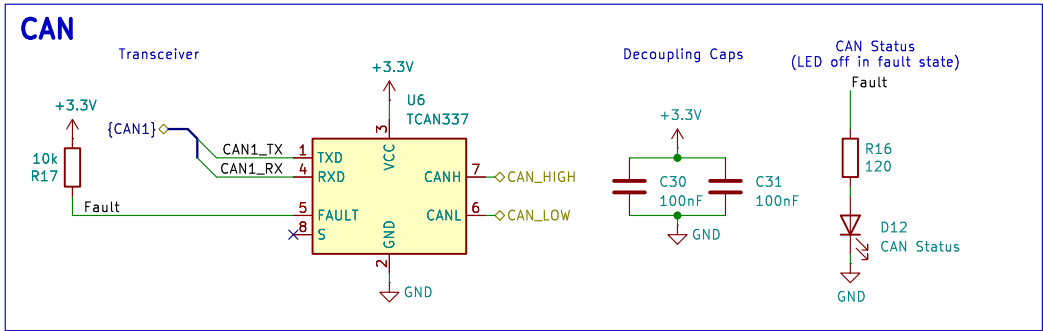 CAN
Transceiver
Decoupling Caps
CAN Status
(LED off in fault state)
+3.3V
Fault
+3.3V
{CAN1}
U6
TCAN337
+3.3V
10k
R17
CAN1_TX
1
TXD
3
VCC
R16
120
CAN1_RX
4
RXD
CANH
7
CAN_HIGH
C30
100nF
C31
100nF
Fault
5
FAULT
CANL
6
CAN_LOW
8
S
GND
2
GND
GND
D12
CAN Status
GND